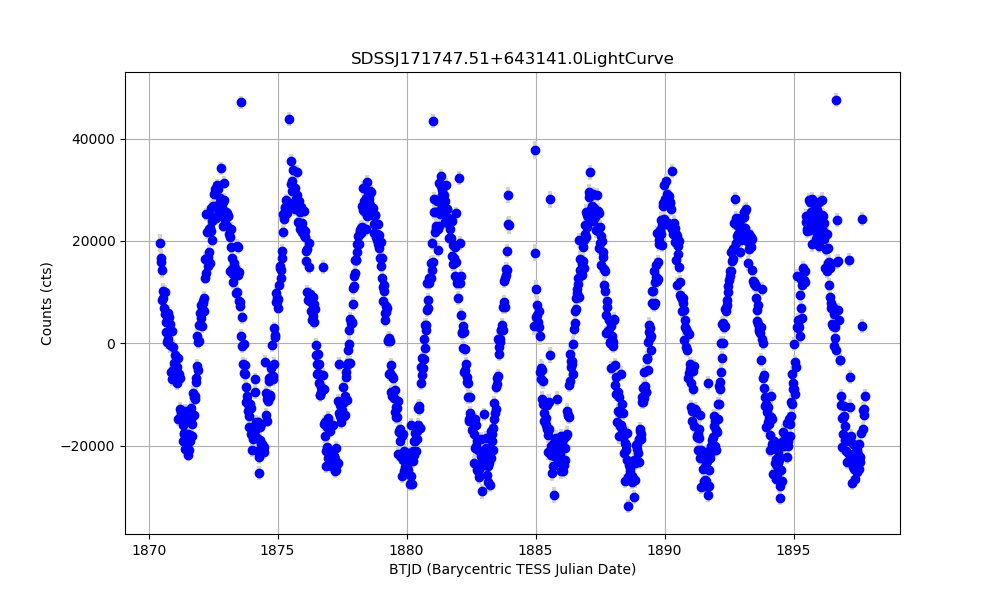 SDSSJ171747.51+643141.0LightCurve
40000
20000
0
−20000
Counts (cts)
1870 1875 1880 1885 1890 1895
BTJD (Barycentric TESS Julian Date)